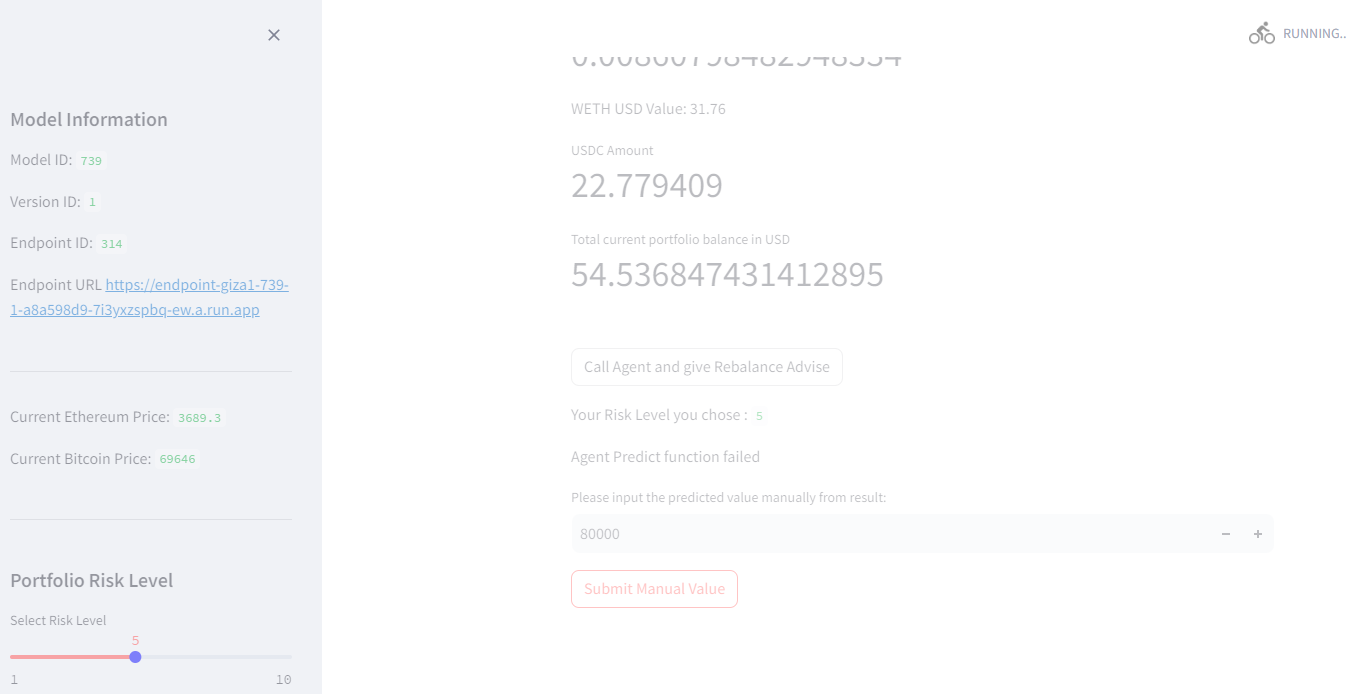 Model Information
Model ID: 739
Version ID: 1
Endpoint ID: 314
Endpoint URL https://endpoint-giza1-739-
1-a8a598d9-7i3yxzspbq-ew.a.run.app
Current Ethereum Price: 3689.3
Current Bitcoin Price: 69646
Portfolio Risk Level
Select Risk Level
5
1 10
RUNNING..
WETH USD Value: 31.76
USDC Amount
22.779409
Total current portfolio balance in USD
54.536847431412895
Call Agent and give Rebalance Advise
Your Risk Level you chose : 5
Agent Predict function failed
Please input the predicted value manually from result:
80000
Submit Manual Value